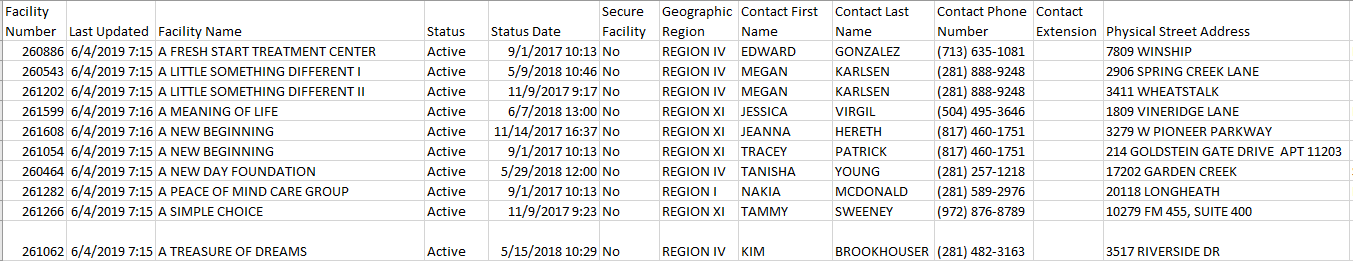 Facility Number Last Updated Facility Name Status Status Date Secure Facility Geographic Region Contact First Name Contact Last Name Contact Phone Number Contact Extension Physical Street Address
260886 6/4/2019 7:15 A FRESH START TREATMENT CENTER Active 9/1/2017 10:13 No REGION IV EDWARD GONZALEZ (713) 635-1081 7809 WINSHIP
260543 6/4/2019 7:15 A LITTLE SOMETHING DIFFERENT I Active 5/9/2018 10:46 No REGION IV MEGAN KARLSEN (281) 888-9248 2906 SPRING CREEK LANE
261202 6/4/2019 7:15 A LITTLE SOMETHING DIFFERENT II Active 11/9/2017 9:17 No REGION IV MEGAN KARLSEN (281) 888-9248 3411 WHEATSTALK
261599 6/4/2019 7:16 A MEANING OF LIFE Active 6/7/2018 13:00 No REGION XI JESSICA VIRGIL (504) 495-3646 1809 VINERIDGE LANE
261608 6/4/2019 7:16 A NEW BEGINNING Active 11/14/2017 16:37 No REGION XI JEANNA HERETH (817) 460-1751 3279 W PIONEER PARKWAY
261054 6/4/2019 7:15 A NEW BEGINNING Active 9/1/2017 10:13 No REGION XI TRACEY PATRICK (817) 460-1751 214 GOLDSTEIN GATE DRIVE APT 11203
260464 6/4/2019 7:15 A NEW DAY FOUNDATION Active 5/29/2018 12:00 No REGION IV TANISHA YOUNG (281) 257-1218 17202 GARDEN CREEK
261282 6/4/2019 7:15 A PEACE OF MIND CARE GROUP Active 9/1/2017 10:13 No REGION I NAKIA MCDONALD (281) 589-2976 20118 LONGHEATH
261266 6/4/2019 7:15 A SIMPLE CHOICE Active 11/9/2017 9:23 No REGION XI TAMMY SWEENEY (972) 876-8789 10279 FM 455, SUITE 400
261062 6/4/2019 7:15 A TREASURE OF DREAMS Active 5/15/2018 10:29 No REGION IV KIM BROOKHOUSER (281) 482-3163 3517 RIVERSIDE DR